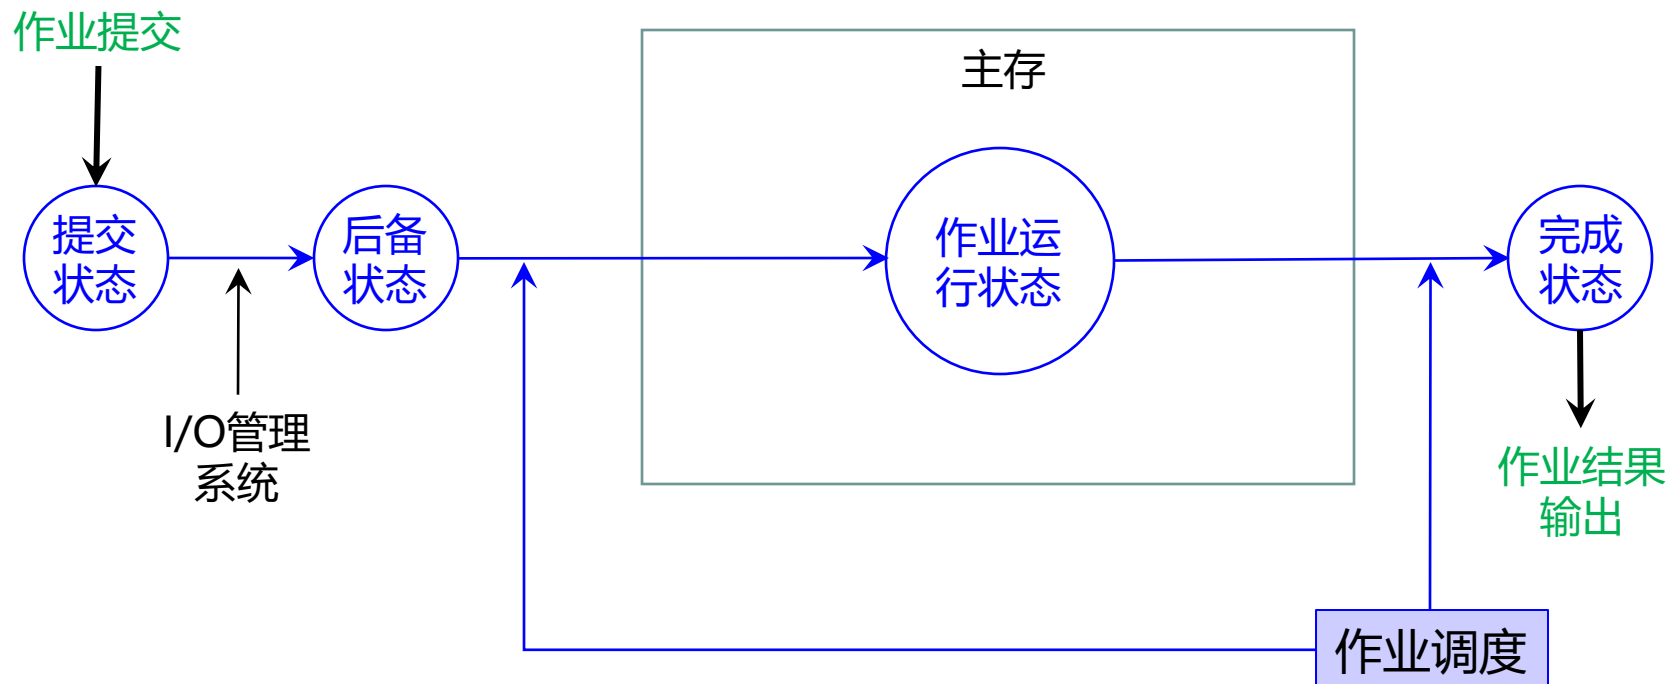 作业提交
主存
提交
状态
后备
状态
作业运
行状态
完成
状态
I/O管理
系统
作业结果
输出
作业调度